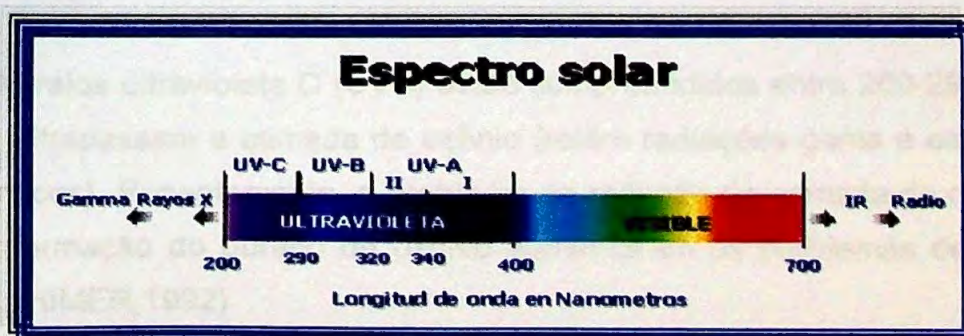 Espectro solar
UV-C UV-B UV-A
II I
Gamma Rayos X ULTRAVIOLETA VISIBLE IR Radio
200 290 320 340 400 700
Longitud de onda en Nanometros